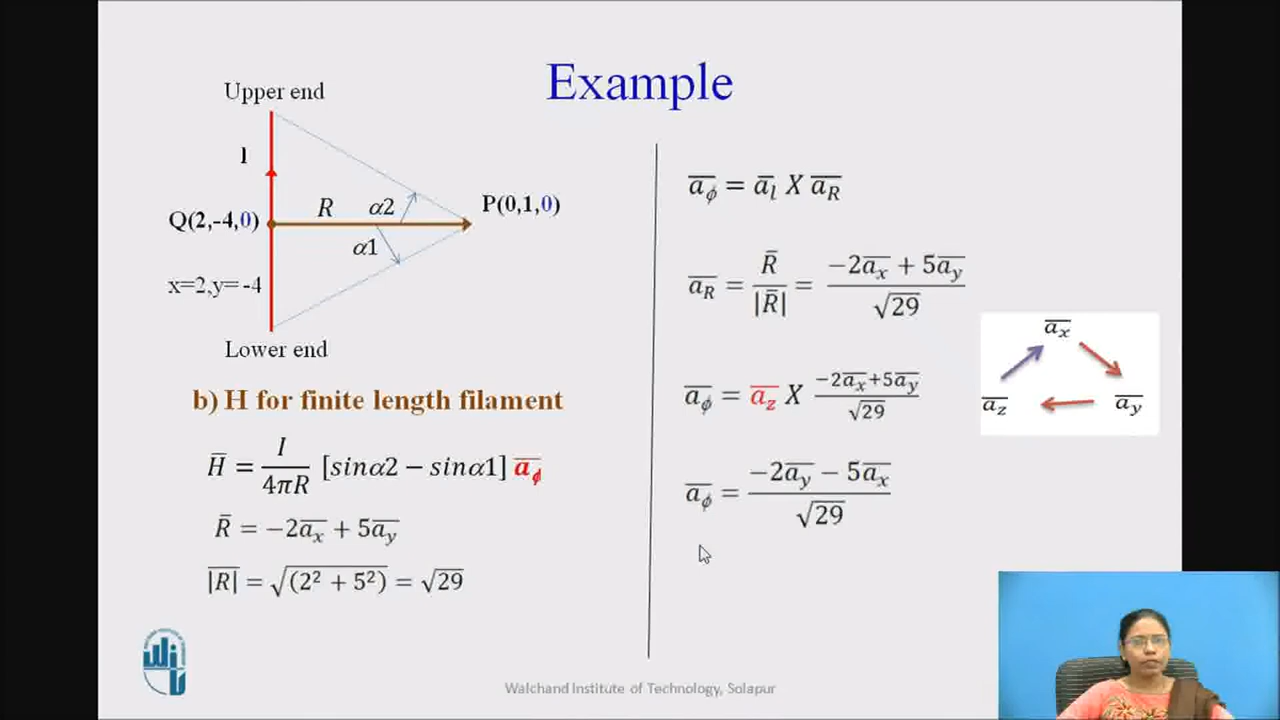 Example
Upper end
I
Q(2,-4,0)
R
α2
P(0,1,0)
α1
x=2,y= -4
Lower end
b) H for finite length filament
H̅ = I/4πR [sinα2 − sinα1] a̅ϕ
R̅ = −2a̅x + 5a̅y
|R̅| = √(2² + 5²) = √29
a̅ϕ = a̅l X a̅R
a̅R = R̅/|R̅| = (−2a̅x + 5a̅y)/√29
a̅ϕ = a̅z X (−2a̅x+5a̅y)/√29
a̅ϕ = (−2a̅y − 5a̅x)/√29
a̅x
a̅z
a̅y
Walchand Institute of Technology, Solapur